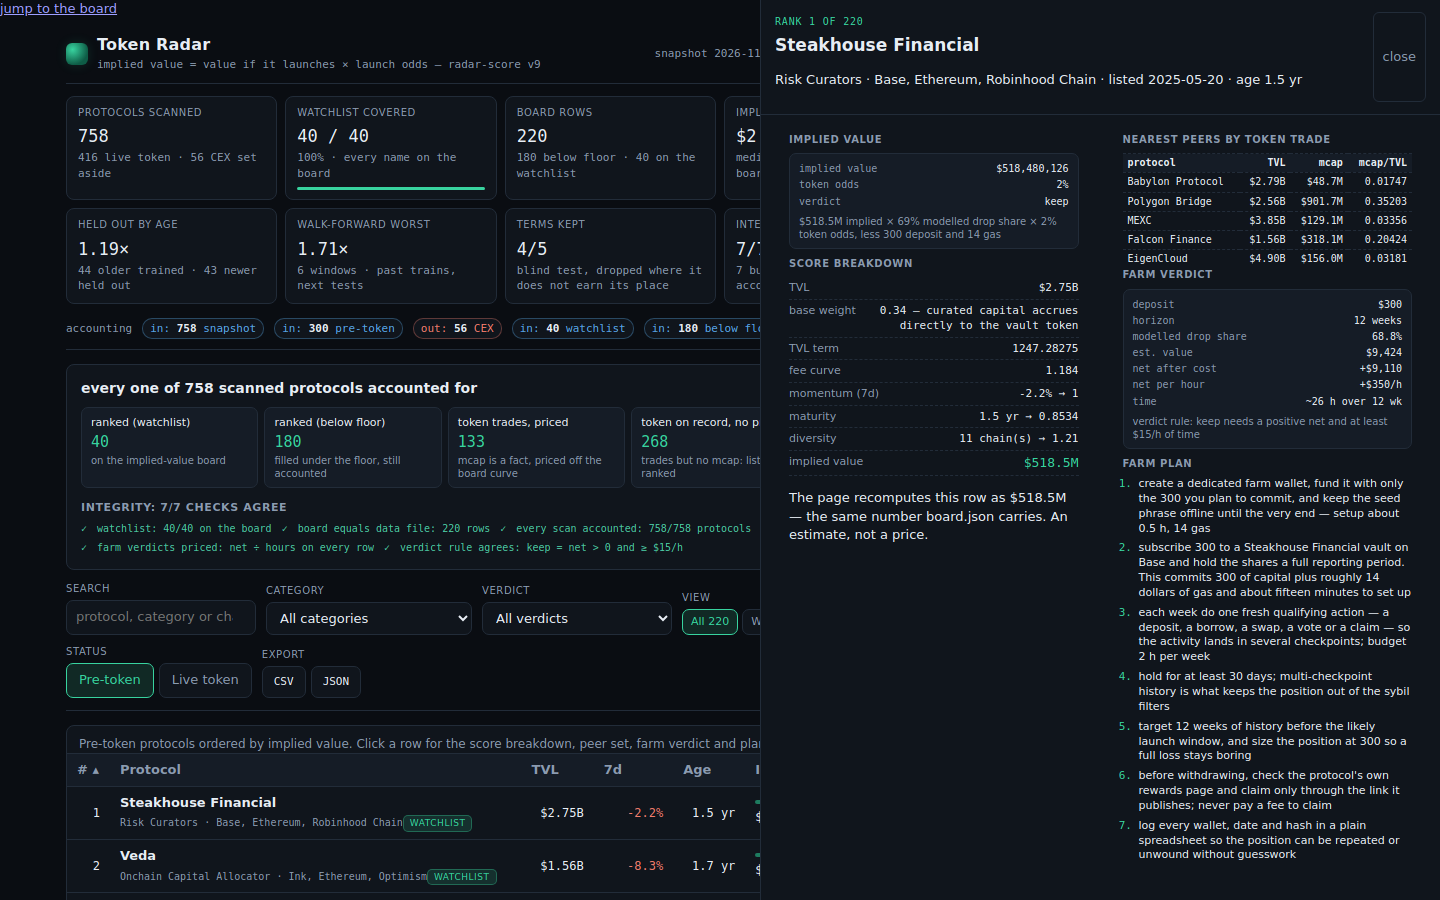 jump to the board
Token Radar
implied value = value if it launches × launch odds — radar-score v9
snapshot 2026-11
PROTOCOLS SCANNED
758
416 live token · 56 CEX set
aside
WATCHLIST COVERED
40 / 40
100% · every name on the
board
BOARD ROWS
220
180 below floor · 40 on the
watchlist
IMPL
$2
medi
boar
HELD OUT BY AGE
1.19×
44 older trained · 43 newer
held out
WALK-FORWARD WORST
1.71×
6 windows · past trains,
next tests
TERMS KEPT
4/5
blind test, dropped where it
does not earn its place
INTE
7/7
7 bu
acco
accounting
in: 758 snapshot
in: 300 pre-token
out: 56 CEX
in: 40 watchlist
in: 180 below flo
every one of 758 scanned protocols accounted for
ranked (watchlist)
40
on the implied-value board
ranked (below floor)
180
filled under the floor, still
accounted
token trades, priced
133
mcap is a fact, priced off the
board curve
token on record, no p
268
trades but no mcap: list
ranked
INTEGRITY: 7/7 CHECKS AGREE
✓ watchlist: 40/40 on the board ✓ board equals data file: 220 rows ✓ every scan accounted: 758/758 protocols
✓ farm verdicts priced: net ÷ hours on every row ✓ verdict rule agrees: keep = net > 0 and ≥ $15/h
SEARCH
protocol, category or ch
CATEGORY
All categories
VERDICT
All verdicts
VIEW
All 220
W
STATUS
Pre-token
Live token
EXPORT
CSV
JSON
Pre-token protocols ordered by implied value. Click a row for the score breakdown, peer set, farm verdict and pla
# ▴ Protocol TVL 7d Age I
1 Steakhouse Financial $2.75B -2.2% 1.5 yr $
Risk Curators · Base, Ethereum, Robinhood Chain WATCHLIST
2 Veda $1.56B -8.3% 1.7 yr $
Onchain Capital Allocator · Ink, Ethereum, Optimism WATCHLIST
RANK 1 OF 220
Steakhouse Financial
Risk Curators · Base, Ethereum, Robinhood Chain · listed 2025-05-20 · age 1.5 yr
close
IMPLIED VALUE
implied value $518,480,126
token odds 2%
verdict keep
$518.5M implied × 69% modelled drop share × 2%
token odds, less 300 deposit and 14 gas
SCORE BREAKDOWN
TVL $2.75B
base weight 0.34 — curated capital accrues
directly to the vault token
TVL term 1247.28275
fee curve 1.184
momentum (7d) -2.2% → 1
maturity 1.5 yr → 0.8534
diversity 11 chain(s) → 1.21
implied value $518.5M
The page recomputes this row as $518.5M
— the same number board.json carries. An
estimate, not a price.
NEAREST PEERS BY TOKEN TRADE
protocol TVL mcap mcap/TVL
Babylon Protocol $2.79B $48.7M 0.01747
Polygon Bridge $2.56B $901.7M 0.35203
MEXC $3.85B $129.1M 0.03356
Falcon Finance $1.56B $318.1M 0.20424
EigenCloud $4.90B $156.0M 0.03181
FARM VERDICT
deposit $300
horizon 12 weeks
modelled drop share 68.8%
est. value $9,424
net after cost +$9,110
net per hour +$350/h
time ~26 h over 12 wk
verdict rule: keep needs a positive net and at least
$15/h of time
FARM PLAN
1. create a dedicated farm wallet, fund it with only
the 300 you plan to commit, and keep the seed
phrase offline until the very end — setup about
0.5 h, 14 gas
2. subscribe 300 to a Steakhouse Financial vault on
Base and hold the shares a full reporting period.
This commits 300 of capital plus roughly 14
dollars of gas and about fifteen minutes to set up
3. each week do one fresh qualifying action — a
deposit, a borrow, a swap, a vote or a claim — so
the activity lands in several checkpoints; budget
2 h per week
4. hold for at least 30 days; multi-checkpoint
history is what keeps the position out of the sybil
filters
5. target 12 weeks of history before the likely
launch window, and size the position at 300 so a
full loss stays boring
6. before withdrawing, check the protocol's own
rewards page and claim only through the link it
publishes; never pay a fee to claim
7. log every wallet, date and hash in a plain
spreadsheet so the position can be repeated or
unwound without guesswork